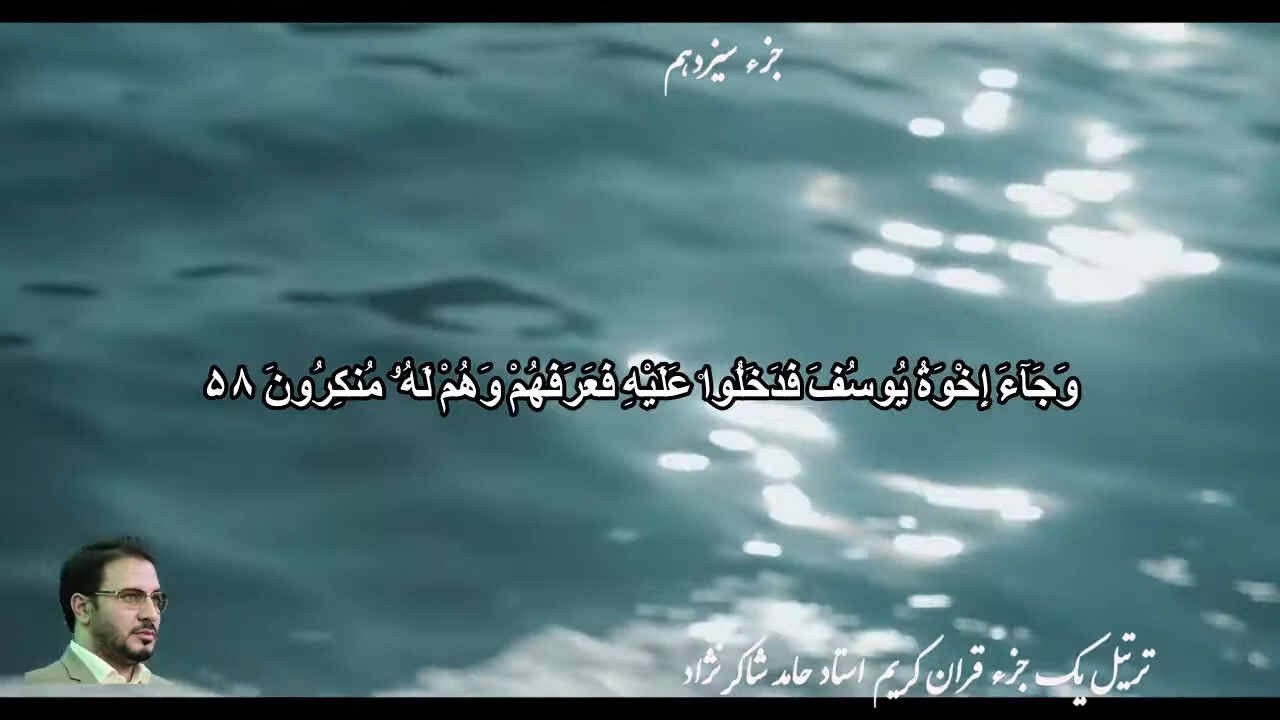 جزء سیزدهم
وَجَآءَ إِخْوَةُ يُوسُفَ فَدَخَلُوا۟ عَلَيْهِ فَعَرَفَهُمْ وَهُمْ لَهُۥ مُنكِرُونَ ۵۸
ترتیل یک جزء قران کریم استاد حامد شاکرنژاد